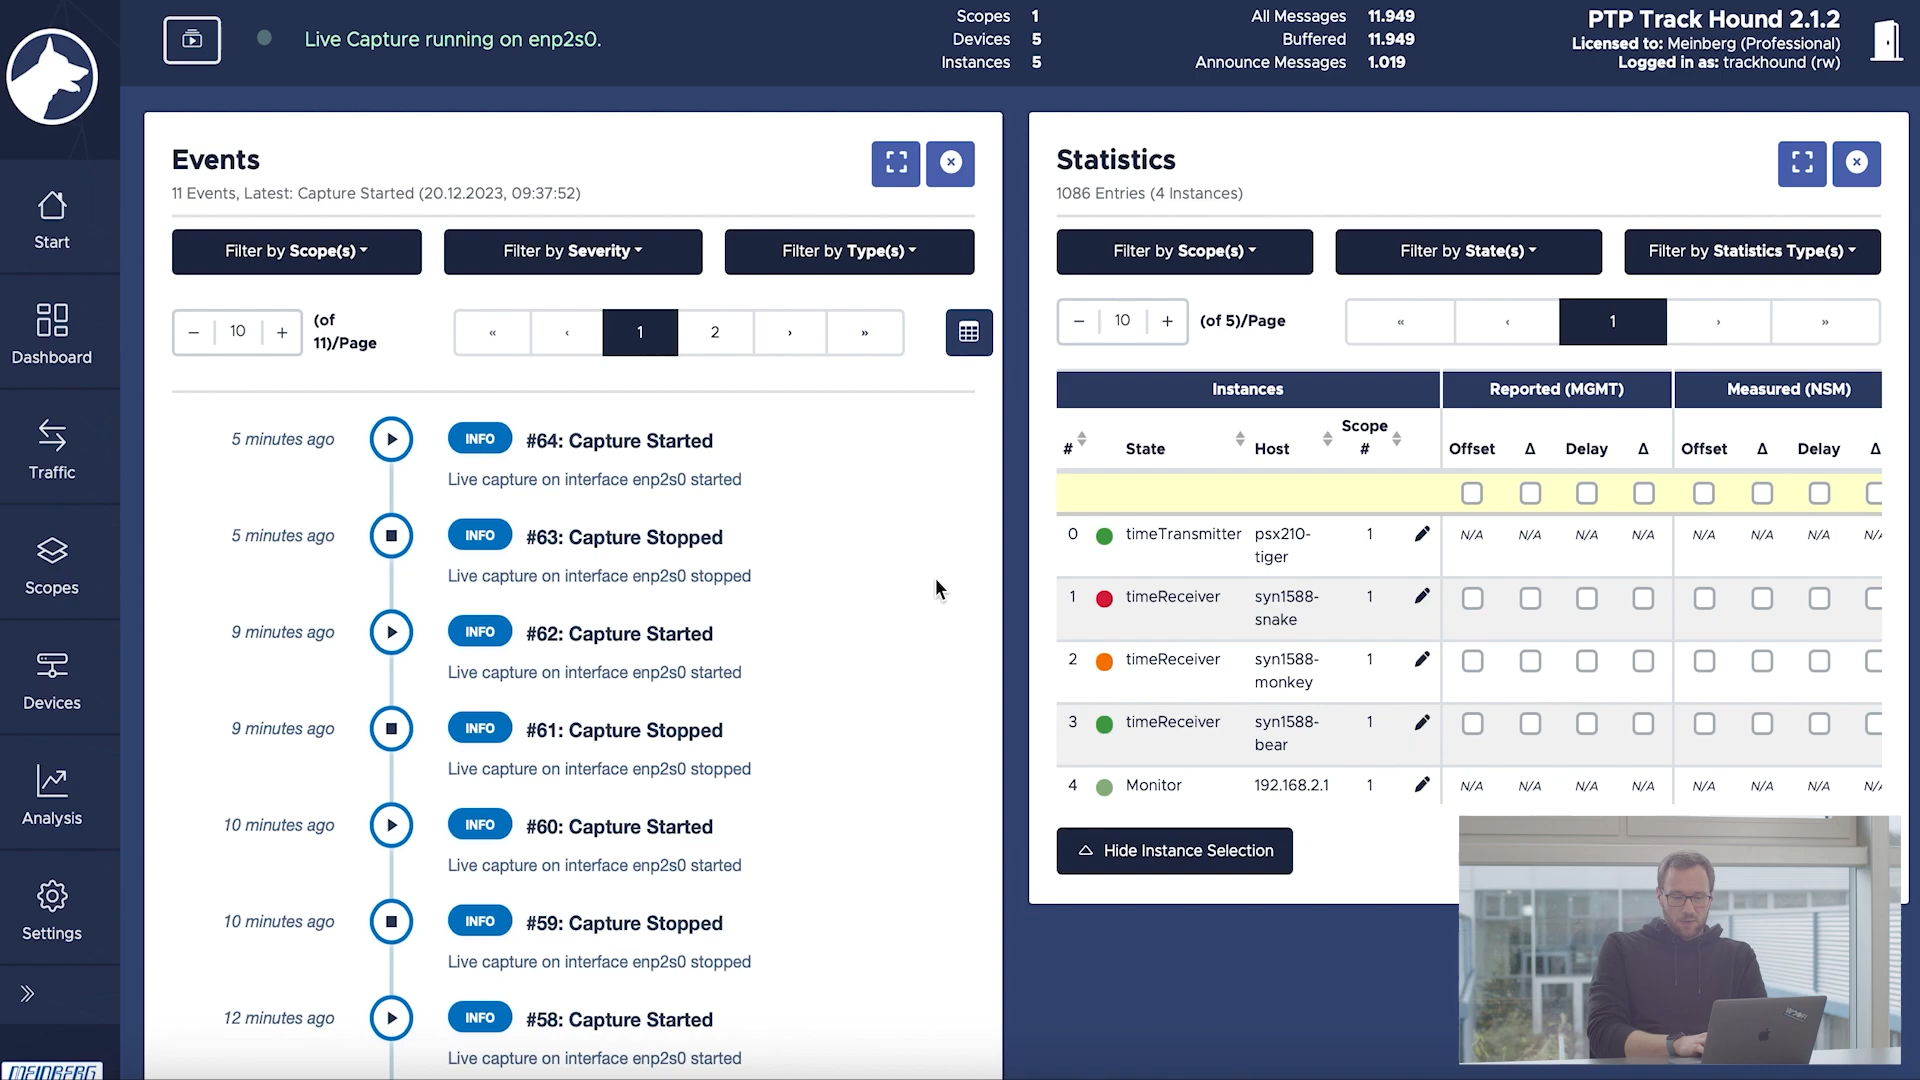 Live Capture running on enp2s0.
Scopes 1
Devices 5
Instances 5
All Messages 11.949
Buffered 11.949
Announce Messages 1.019
PTP Track Hound 2.1.2
Licensed to: Meinberg (Professional)
Logged in as: trackhound (rw)
Start
Dashboard
Traffic
Scopes
Devices
Analysis
Settings
MEINBERG
Events
11 Events, Latest: Capture Started (20.12.2023, 09:37:52)
Filter by Scope(s) Filter by Severity Filter by Type(s)
− 10 + (of 11)/Page « ‹ 1 2 › »
5 minutes ago INFO #64: Capture Started
Live capture on interface enp2s0 started
5 minutes ago INFO #63: Capture Stopped
Live capture on interface enp2s0 stopped
9 minutes ago INFO #62: Capture Started
Live capture on interface enp2s0 started
9 minutes ago INFO #61: Capture Stopped
Live capture on interface enp2s0 stopped
10 minutes ago INFO #60: Capture Started
Live capture on interface enp2s0 started
10 minutes ago INFO #59: Capture Stopped
Live capture on interface enp2s0 stopped
12 minutes ago INFO #58: Capture Started
Live capture on interface enp2s0 started
Statistics
1086 Entries (4 Instances)
Filter by Scope(s) Filter by State(s) Filter by Statistics Type(s)
− 10 + (of 5)/Page « ‹ 1 › »
Instances Reported (MGMT) Measured (NSM)
# State Host Scope # Offset Δ Delay Δ Offset Δ Delay Δ
0 timeTransmitter psx210-tiger 1 N/A N/A N/A N/A N/A N/A N/A N/A
1 timeReceiver syn1588-snake 1
2 timeReceiver syn1588-monkey 1
3 timeReceiver syn1588-bear 1
4 Monitor 192.168.2.1 1 N/A N/A N/A N/A N/A N/A N/A N/A
Hide Instance Selection